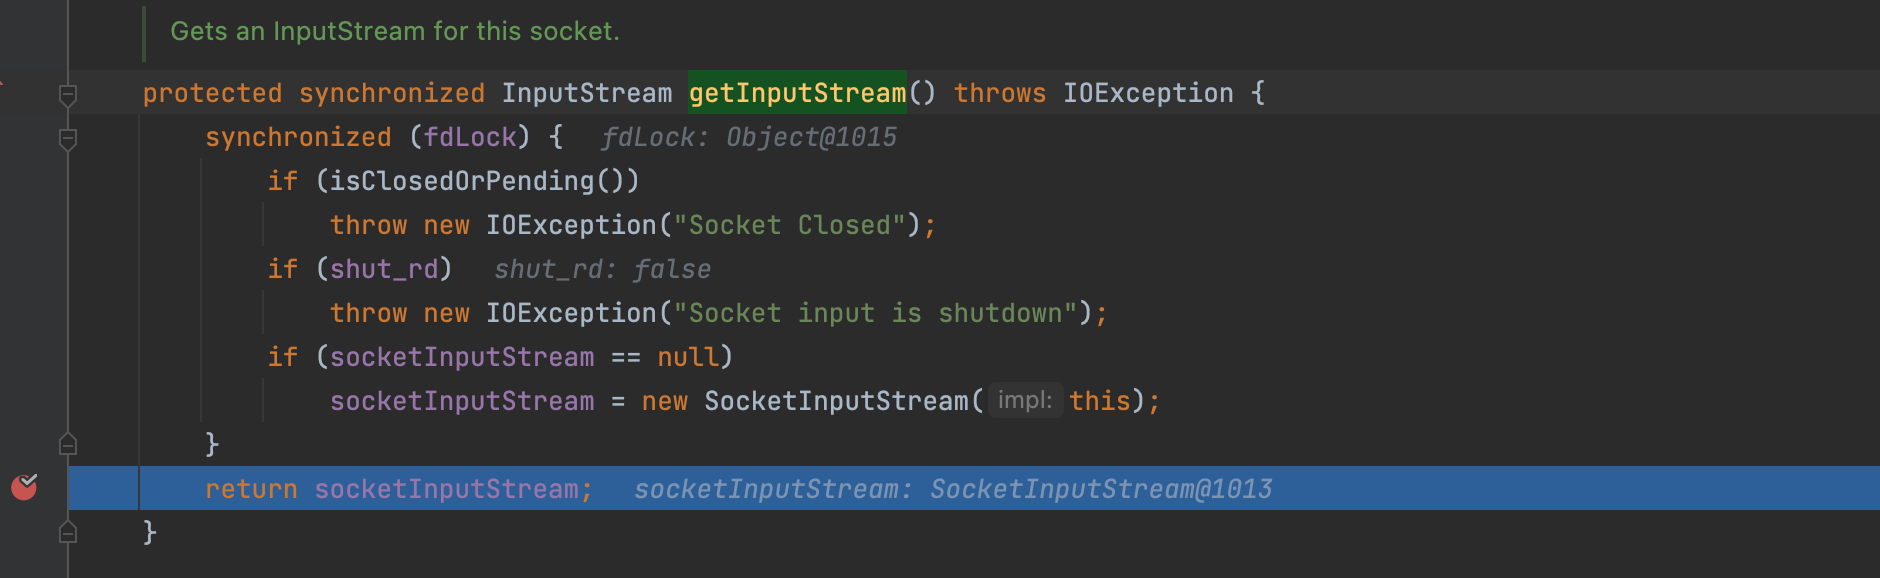 Gets an InputStream for this socket.
protected synchronized InputStream getInputStream() throws IOException {
synchronized (fdLock) { fdLock: Object@1015
if (isClosedOrPending())
throw new IOException("Socket Closed");
if (shut_rd) shut_rd: false
throw new IOException("Socket input is shutdown");
if (socketInputStream == null)
socketInputStream = new SocketInputStream( impl: this);
}
return socketInputStream; socketInputStream: SocketInputStream@1013
}